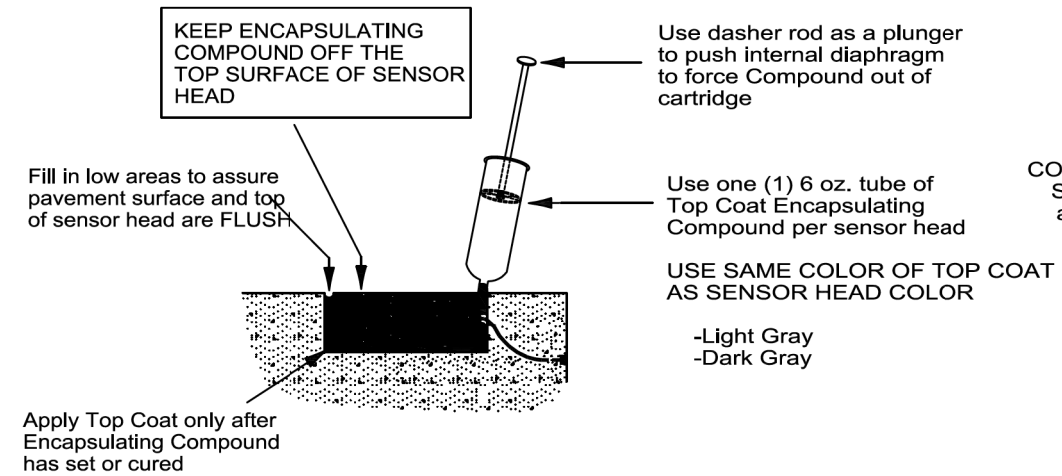 KEEP ENCAPSULATING
COMPOUND OFF THE
TOP SURFACE OF SENSOR
HEAD
Use dasher rod as a plunger
to push internal diaphragm
to force Compound out of
cartridge
Fill in low areas to assure
pavement surface and top
of sensor head are FLUSH
Use one (1) 6 oz. tube of
Top Coat Encapsulating
Compound per sensor head
USE SAME COLOR OF TOP COAT
AS SENSOR HEAD COLOR
-Light Gray
-Dark Gray
Apply Top Coat only after
Encapsulating Compound
has set or cured
CO
S
a